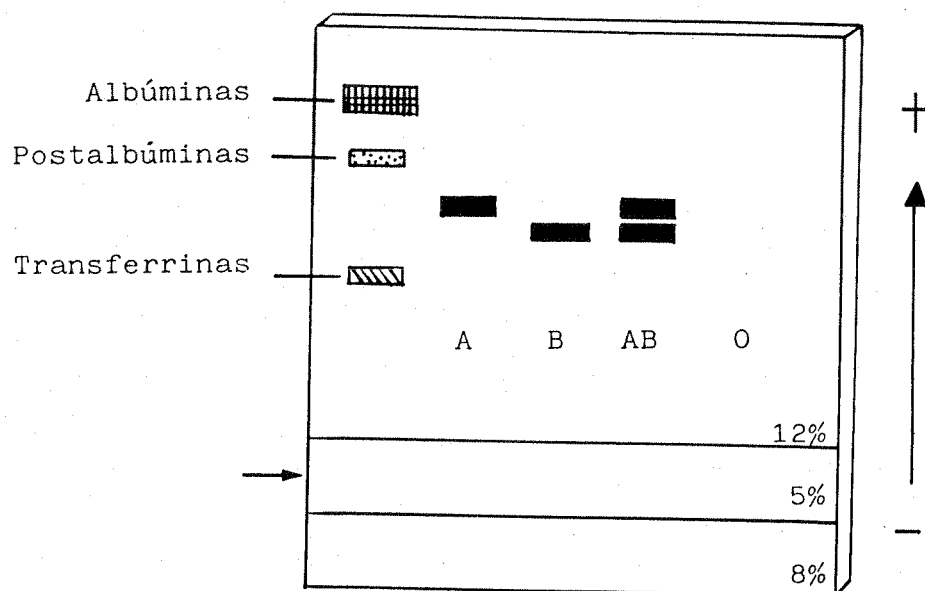 Albúminas
+
Postalbúminas
Transferrinas
A B AB O
12%
5%
−
8%